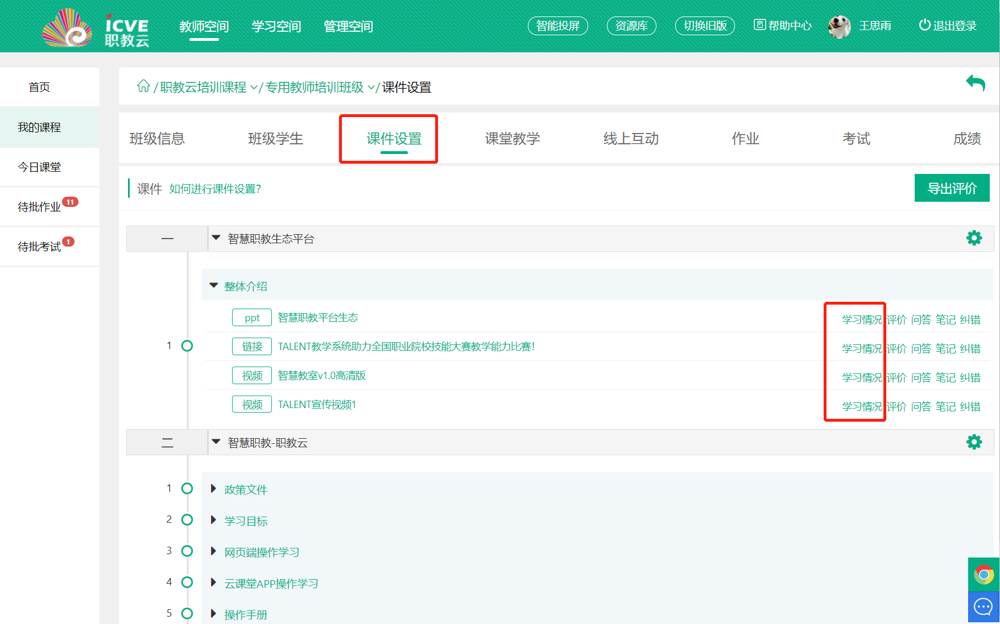 iCVE
职教云
教师空间 学习空间 管理空间 智能投屏 资源库 切换旧版 帮助中心 王思雨 退出登录
首页
我的课程
今日课堂
待批作业 11
待批考试 1
/职教云培训课程 / 专用教师培训班级 / 课件设置
班级信息 班级学生 课件设置 课堂教学 线上互动 作业 考试 成绩
课件 如何进行课件设置? 导出评价
一 智慧职教生态平台
整体介绍
1
ppt 智慧职教平台生态 学习情况 评价 问答 笔记 纠错
链接 TALENT教学系统助力全国职业院校技能大赛教学能力比赛! 学习情况 评价 问答 笔记 纠错
视频 智慧教室v1.0高清版 学习情况 评价 问答 笔记 纠错
视频 TALENT宣传视频1 学习情况 评价 问答 笔记 纠错
二 智慧职教-职教云
1 政策文件
2 学习目标
3 网页端操作学习
4 云课堂APP操作学习
5 操作手册